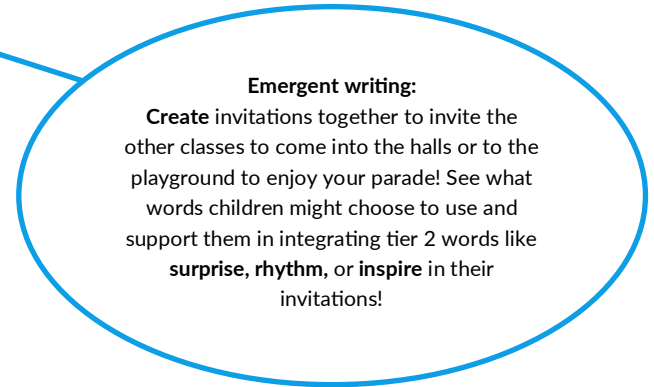 Emergent writing:
Create invitations together to invite the
other classes to come into the halls or to the
playground to enjoy your parade! See what
words children might choose to use and
support them in integrating tier 2 words like
surprise, rhythm, or inspire in their
invitations!